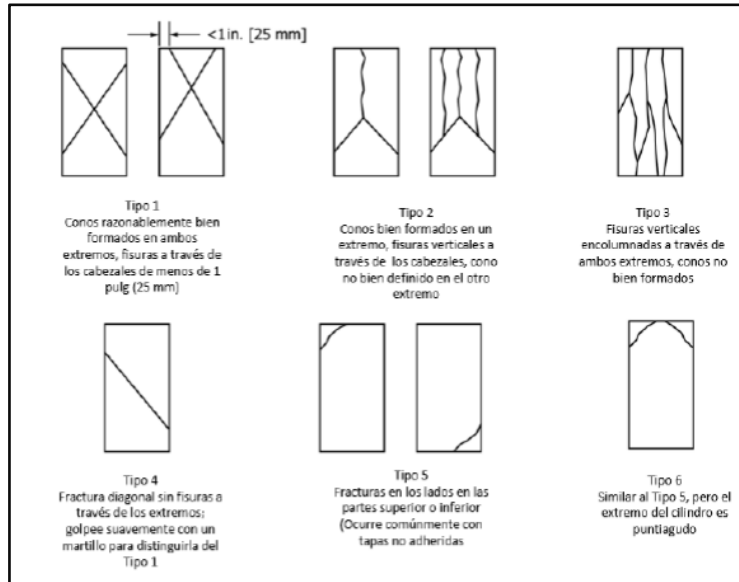 <1in. [25 mm]
Tipo 1
Conos razonablemente bien
formados en ambos
extremos, fisuras a través de
los cabezales de menos de 1
pulg (25 mm)
Tipo 2
Conos bien formados en un
extremo, fisuras verticales a
través de los cabezales, cono
no bien definido en el otro
extremo
Tipo 3
Fisuras verticales
encolumnadas a través de
ambos extremos, conos no
bien formados
Tipo 4
Fractura diagonal sin fisuras a
través de los extremos;
golpee suavemente con un
martillo para distinguirla del
Tipo 1
Tipo 5
Fracturas en los lados en las
partes superior o inferior
(Ocurre comúnmente con
tapas no adheridas
Tipo 6
Similar al Tipo 5, pero el
extremo del cilindro es
puntiagudo